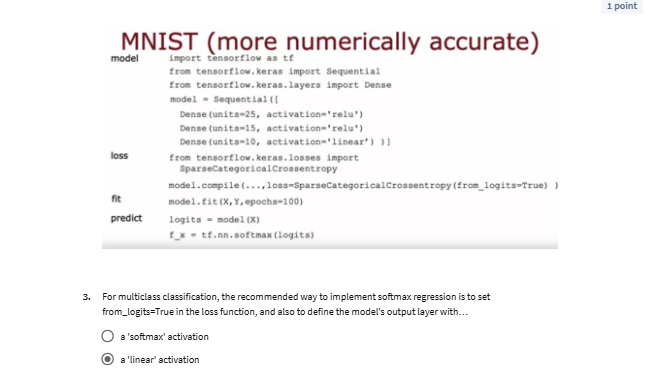 1 point
MNIST (more numerically accurate)
model import tensorflow as tf
from tensorflow.keras import Sequential
from tensorflow.keras.layers import Dense
model = Sequential([
Dense(units=25, activation='relu')
Dense(units=15, activation='relu')
Dense(units=10, activation='linear') )]
loss from tensorflow.keras.losses import
SparseCategoricalCrossentropy
model.compile(...,loss=SparseCategoricalCrossentropy(from_logits=True) )
fit model.fit(X,Y,epochs=100)
predict logits = model(X)
f_x = tf.nn.softmax(logits)
3. For multiclass classification, the recommended way to implement softmax regression is to set
from_logits=True in the loss function, and also to define the model's output layer with...
a 'softmax' activation
a 'linear' activation